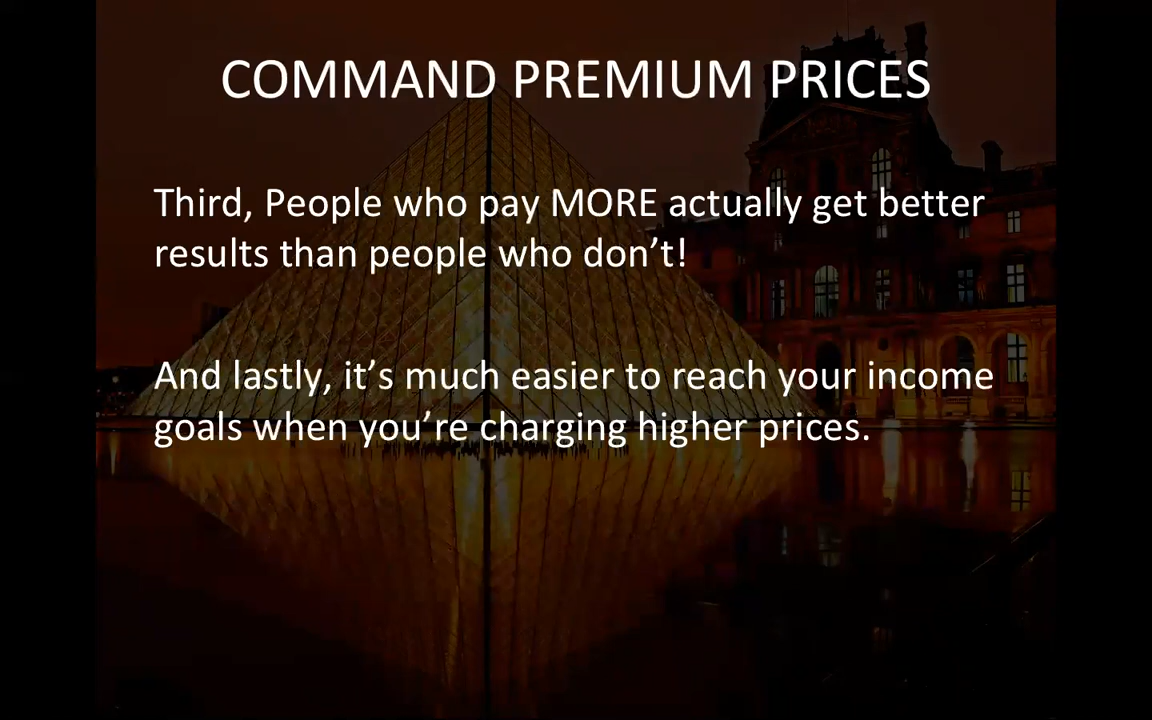 COMMAND PREMIUM PRICES
Third, People who pay MORE actually get better
results than people who don’t!
And lastly, it’s much easier to reach your income
goals when you’re charging higher prices.